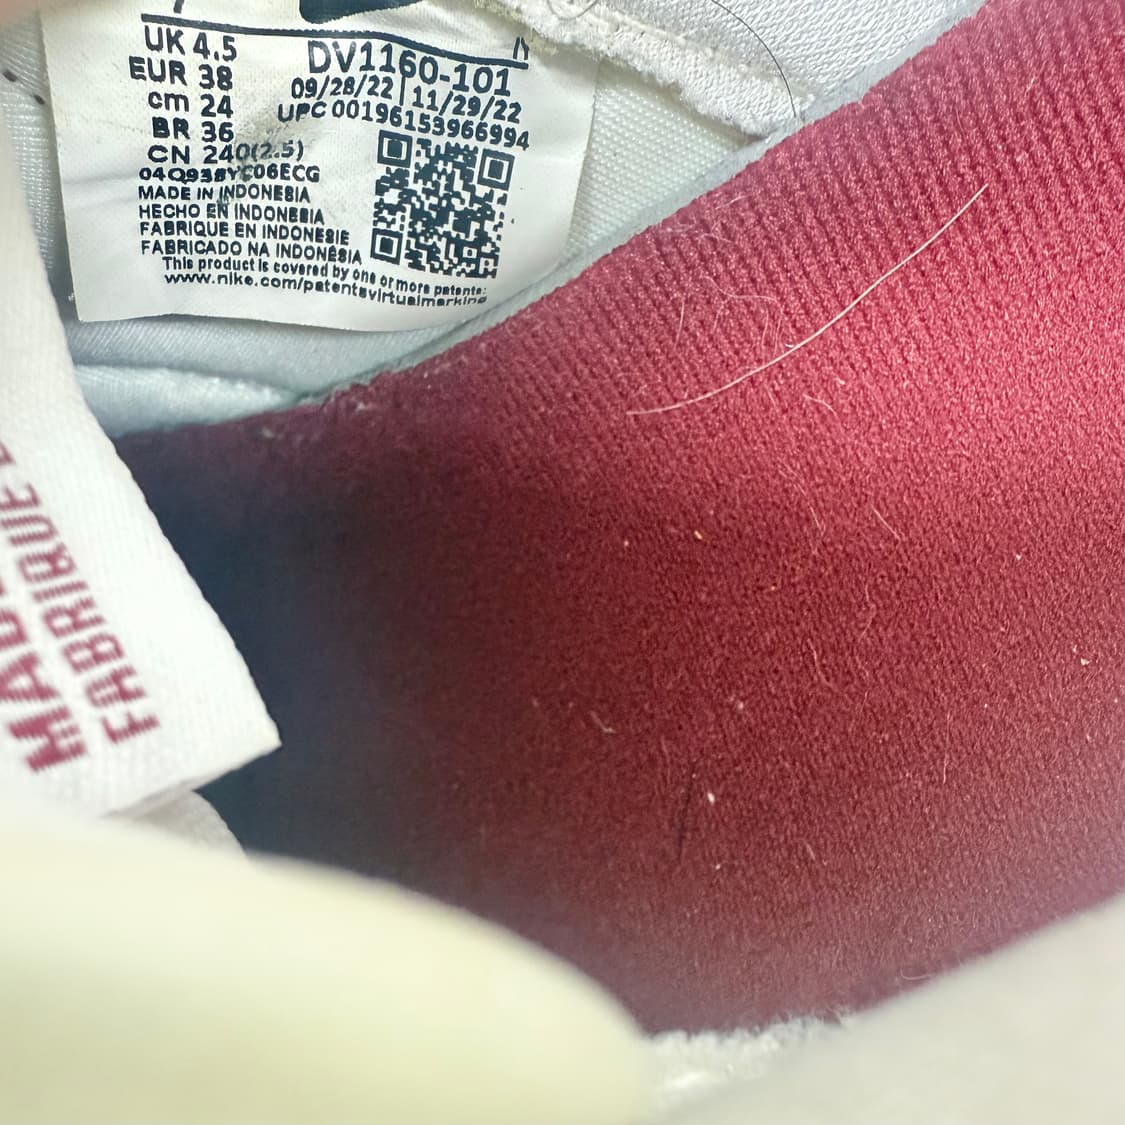 7
UK 4.5
EUR 38
cm 24
BR 36
CN 240(2.5)
DV1160-101
09/28/22 | 11/29/22
UPC 00196153966994
MADE IN INDONESIA
HECHO EN INDONESIA
FABRIQUE EN INDONESIE
FABRICADO NA INDONESIA
This product is covered by one or more patents:
www.nike.com/patentsvirtualmarking
FABRIQUE